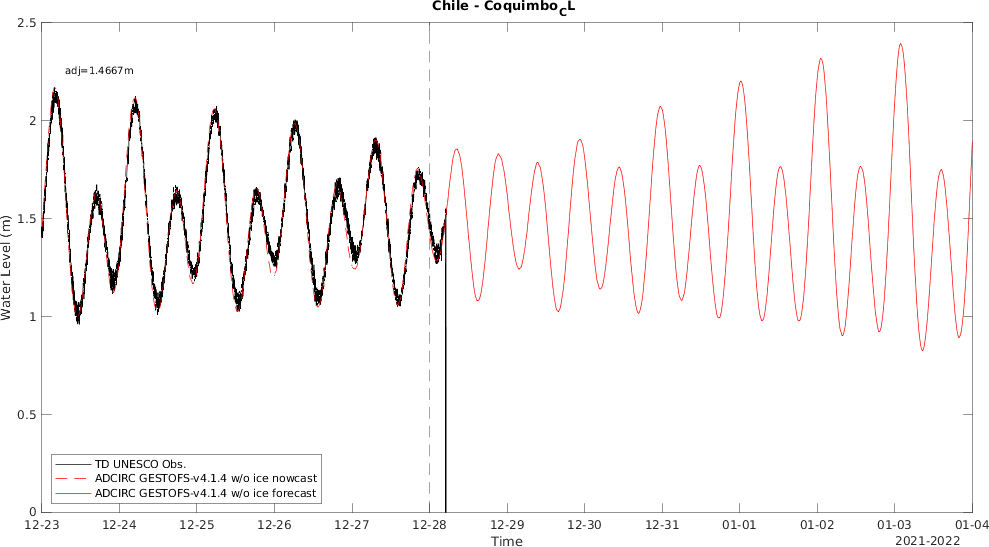 Chile - Coquimbo_CL
adj=1.4667m
2.5
2
1.5
1
0.5
0
Water Level (m)
TD UNESCO Obs.
ADCIRC GESTOFS-v4.1.4 w/o ice nowcast
ADCIRC GESTOFS-v4.1.4 w/o ice forecast
12-23 12-24 12-25 12-26 12-27 12-28 12-29 12-30 12-31 01-01 01-02 01-03 01-04
Time
2021-2022